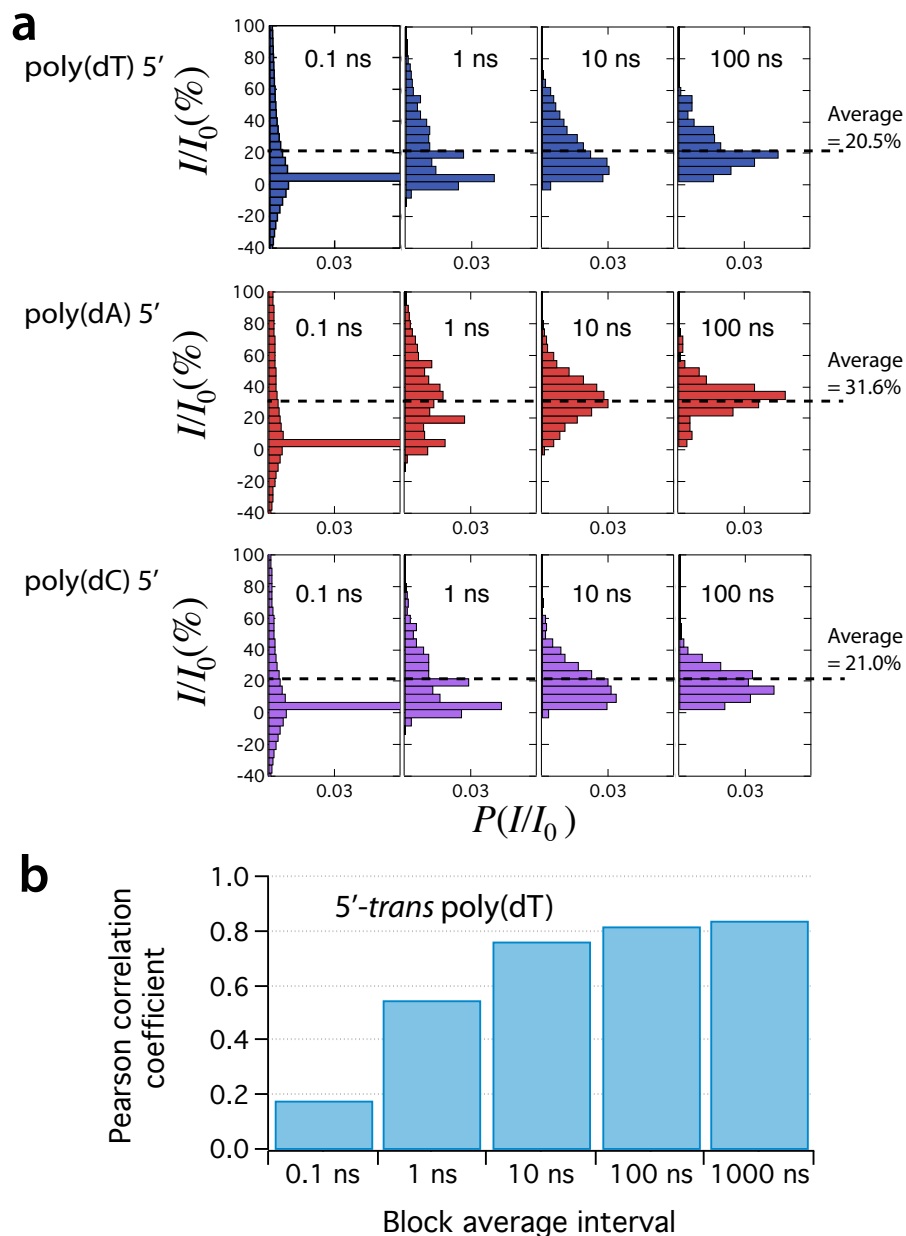 a
poly(dT) 5′
I/I0(%)
100
80
60
40
20
0
-20
-40
0.1 ns
1 ns
10 ns
100 ns
0.03
0.03
0.03
0.03
Average
= 20.5%
poly(dA) 5′
I/I0(%)
100
80
60
40
20
0
-20
-40
0.1 ns
1 ns
10 ns
100 ns
0.03
0.03
0.03
0.03
Average
= 31.6%
poly(dC) 5′
I/I0(%)
100
80
60
40
20
0
-20
-40
0.1 ns
1 ns
10 ns
100 ns
0.03
0.03
0.03
0.03
Average
= 21.0%
P(I/I0)
b
Pearson correlation
coefficient
1.0
0.8
0.6
0.4
0.2
0.0
5′-trans poly(dT)
0.1 ns
1 ns
10 ns
100 ns
1000 ns
Block average interval